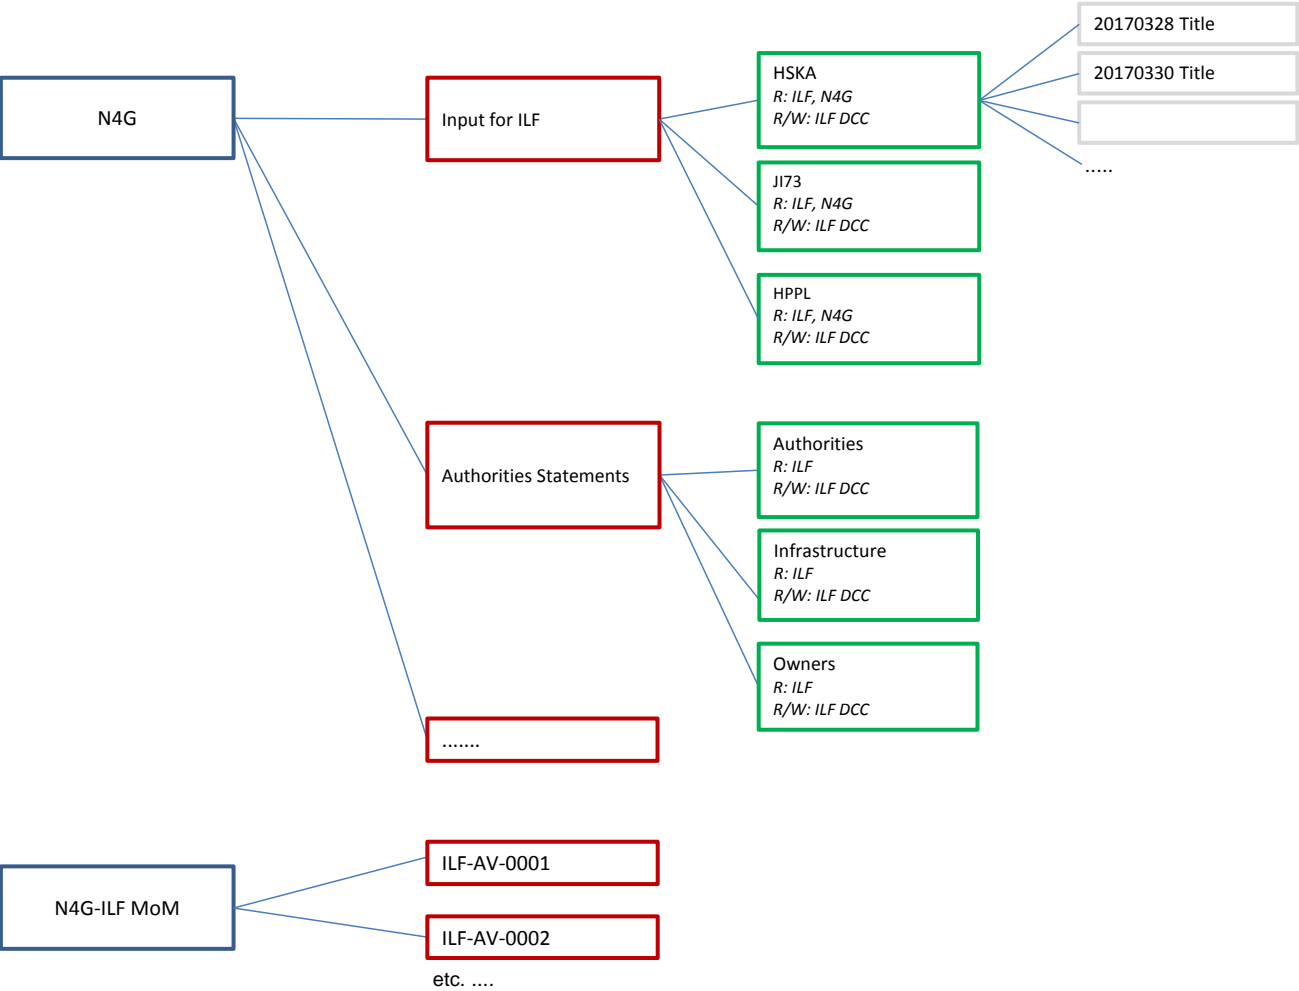 20170328 Title
20170330 Title
.....
N4G
Input for ILF
HSKA
R: ILF, N4G
R/W: ILF DCC
JI73
R: ILF, N4G
R/W: ILF DCC
HPPL
R: ILF, N4G
R/W: ILF DCC
Authorities Statements
Authorities
R: ILF
R/W: ILF DCC
Infrastructure
R: ILF
R/W: ILF DCC
Owners
R: ILF
R/W: ILF DCC
.......
N4G-ILF MoM
ILF-AV-0001
ILF-AV-0002
etc. ....